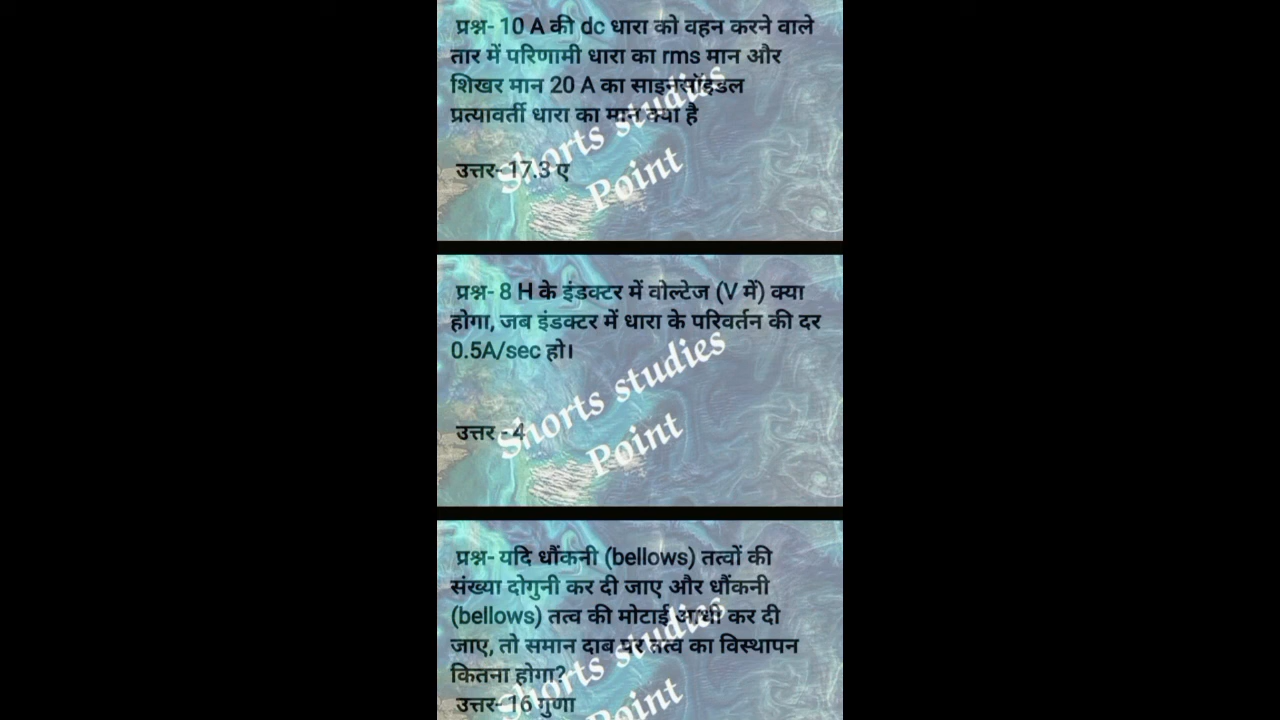 प्रश्न- 10 A की dc धारा को वहन करने वाले
तार में परिणामी धारा का rms मान और
शिखर मान 20 A का साइनसॉइडल
प्रत्यावर्ती धारा का मान क्या है
उत्तर- 17.3 ए
Shorts studies
Point
प्रश्न- 8 H के इंडक्टर में वोल्टेज (V में) क्या
होगा, जब इंडक्टर में धारा के परिवर्तन की दर
0.5A/sec हो।
उत्तर - 4
Shorts studies
Point
प्रश्न- यदि धौंकनी (bellows) तत्वों की
संख्या दोगुनी कर दी जाए और धौंकनी
(bellows) तत्व की मोटाई आधी कर दी
जाए, तो समान दाब पर तत्व का विस्थापन
कितना होगा?
उत्तर- 16 गुणा
Shorts studies
Point